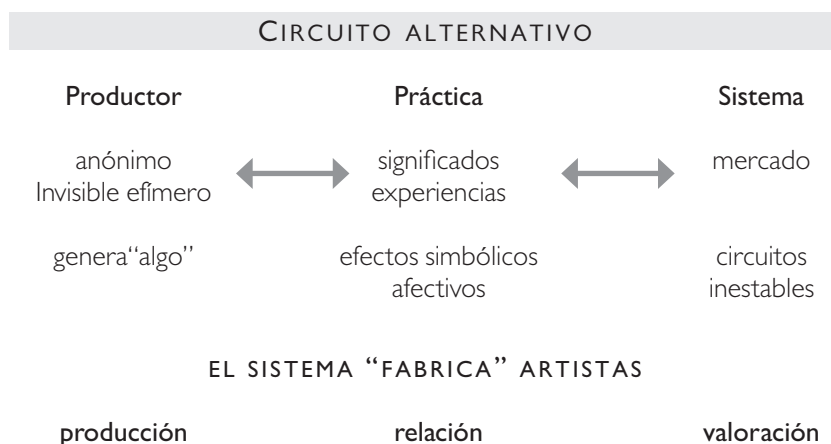 CIRCUITO ALTERNATIVO
Productor Práctica Sistema
anónimo significados mercado
Invisible efímero experiencias
genera“algo” efectos simbólicos circuitos
afectivos inestables
EL SISTEMA “FABRICA” ARTISTAS
producción relación valoración